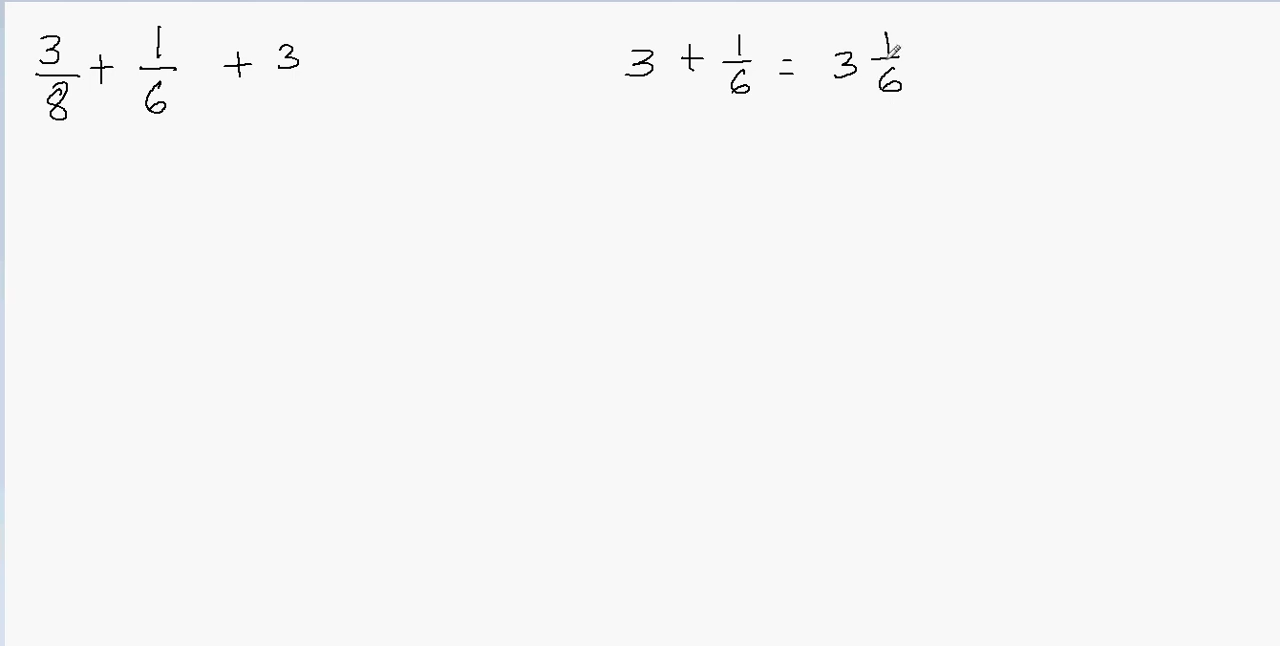 3/8 + 1/6 + 3
3 + 1/6 = 3 1/6